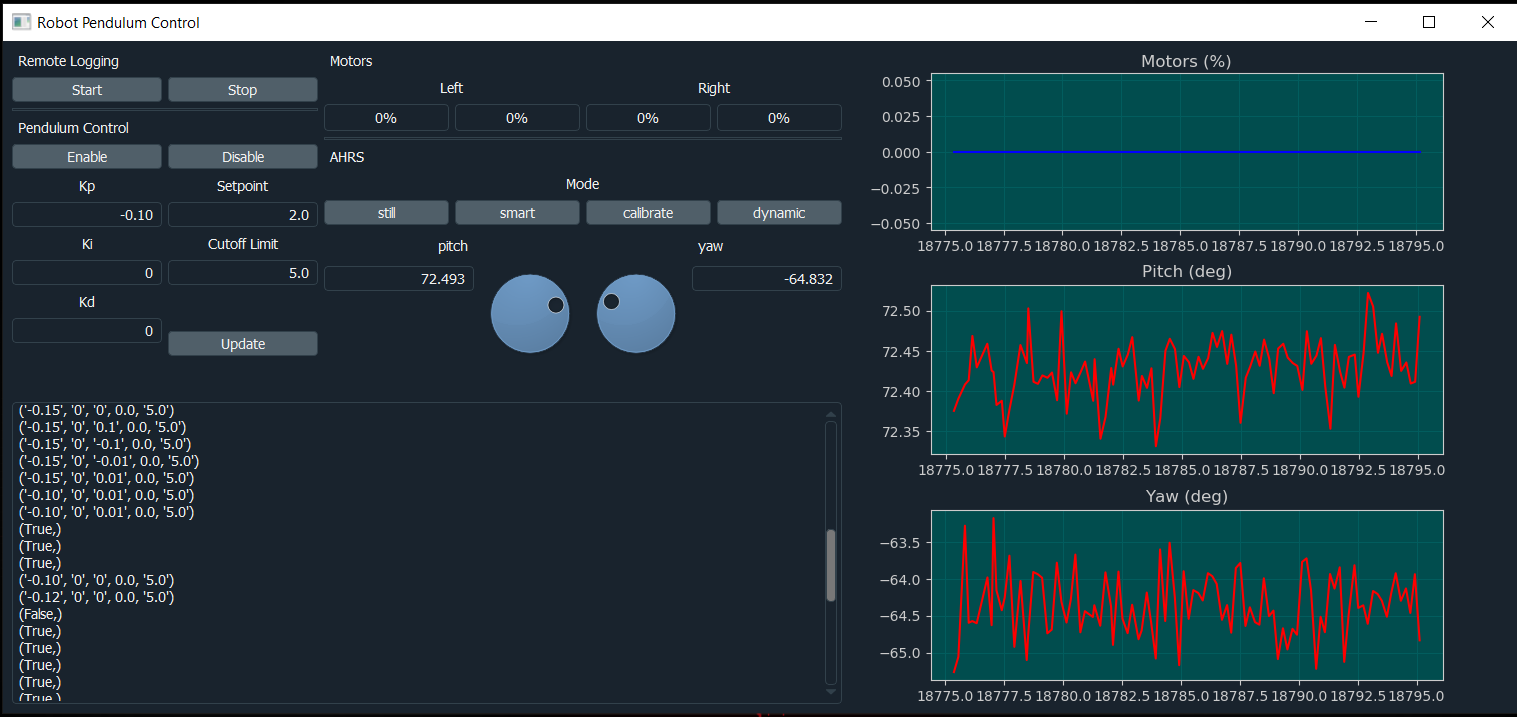 Robot Pendulum Control
Remote Logging
Start Stop
Pendulum Control
Enable Disable
Kp Setpoint
-0.10 2.0
Ki Cutoff Limit
0 5.0
Kd
0
Update
Motors
Left Right
0% 0% 0% 0%
AHRS
Mode
still smart calibrate dynamic
pitch yaw
72.493 -64.832
('-0.15', '0', '0', 0.0, '5.0')
('-0.15', '0', '0.1', 0.0, '5.0')
('-0.15', '0', '-0.1', 0.0, '5.0')
('-0.15', '0', '-0.01', 0.0, '5.0')
('-0.15', '0', '0.01', 0.0, '5.0')
('-0.10', '0', '0.01', 0.0, '5.0')
('-0.10', '0', '0.01', 0.0, '5.0')
(True,)
(True,)
(True,)
('-0.10', '0', '0', 0.0, '5.0')
('-0.12', '0', '0', 0.0, '5.0')
(False,)
(True,)
(True,)
(True,)
(True,)
(True,)
Motors (%)
0.050
0.025
0.000
−0.025
−0.050
18775.0 18777.5 18780.0 18782.5 18785.0 18787.5 18790.0 18792.5 18795.0
Pitch (deg)
72.50
72.45
72.40
72.35
18775.0 18777.5 18780.0 18782.5 18785.0 18787.5 18790.0 18792.5 18795.0
Yaw (deg)
−63.5
−64.0
−64.5
−65.0
18775.0 18777.5 18780.0 18782.5 18785.0 18787.5 18790.0 18792.5 18795.0